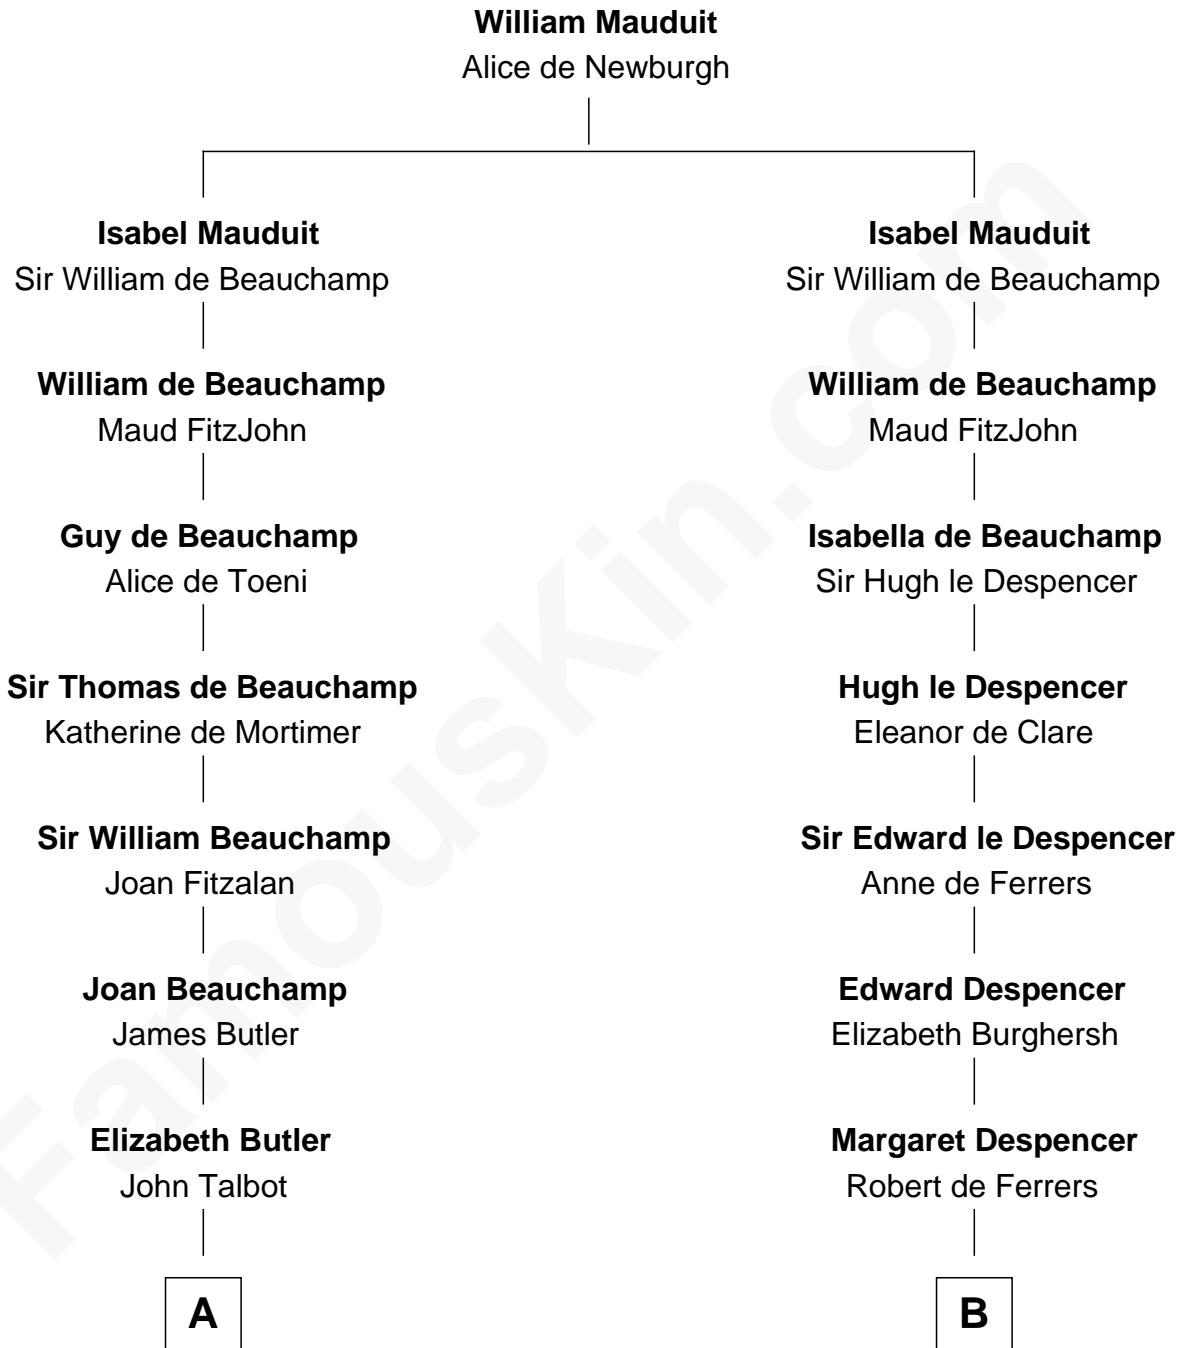 William Mauduit
Alice de Newburgh
Isabel Mauduit
Sir William de Beauchamp
William de Beauchamp
Maud FitzJohn
Guy de Beauchamp
Alice de Toeni
Sir Thomas de Beauchamp
Katherine de Mortimer
Sir William Beauchamp
Joan Fitzalan
Joan Beauchamp
James Butler
Elizabeth Butler
John Talbot
A
Isabel Mauduit
Sir William de Beauchamp
William de Beauchamp
Maud FitzJohn
Isabella de Beauchamp
Sir Hugh le Despencer
Hugh le Despencer
Eleanor de Clare
Sir Edward le Despencer
Anne de Ferrers
Edward Despencer
Elizabeth Burghersh
Margaret Despencer
Robert de Ferrers
B
FamousKin.com